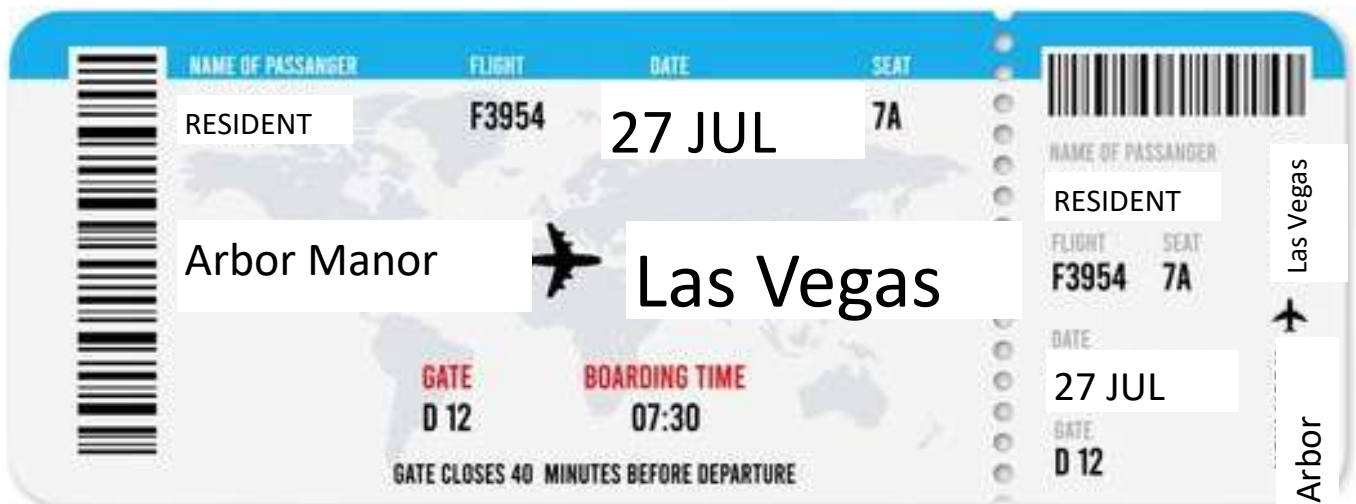 NAME OF PASSANGER FLIGHT DATE SEAT
RESIDENT F3954 27 JUL 7A
Arbor Manor Las Vegas
GATE BOARDING TIME
D 12 07:30
GATE CLOSES 40 MINUTES BEFORE DEPARTURE
NAME OF PASSANGER
RESIDENT
FLIGHT SEAT
F3954 7A
DATE
27 JUL
GATE
D 12
Arbor
Las Vegas